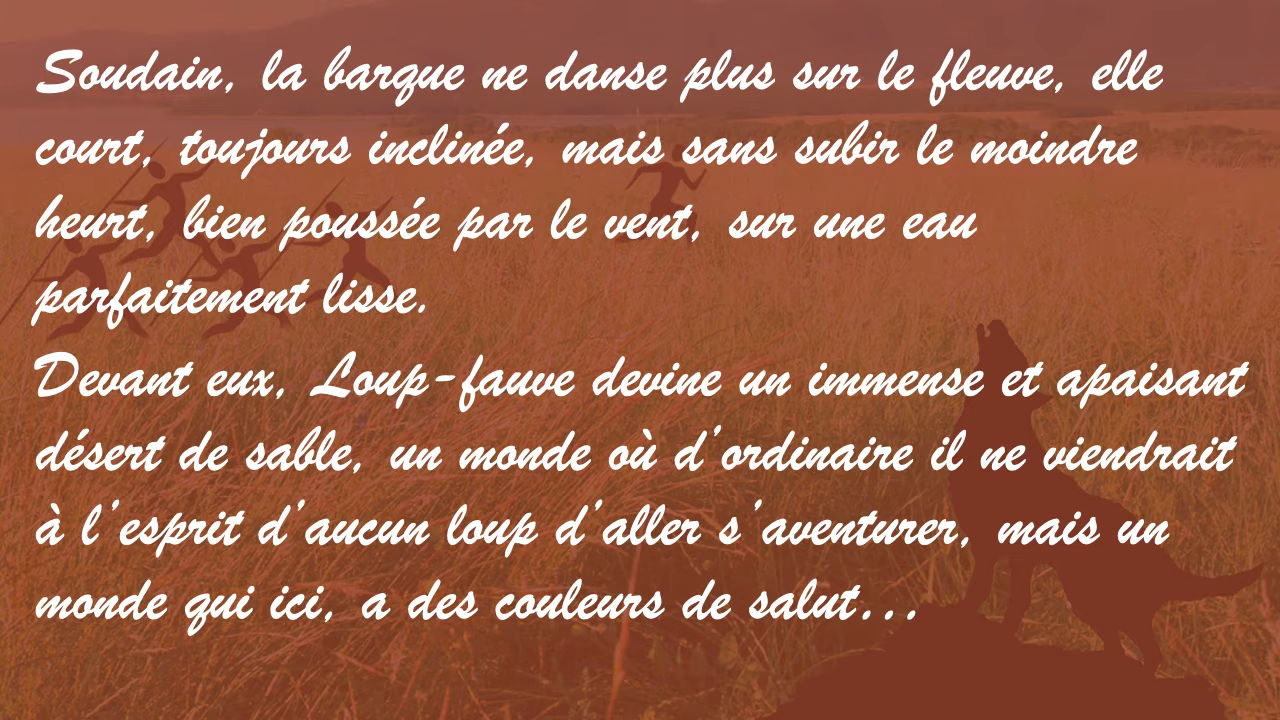 Soudain, la barque ne danse plus sur le fleuve, elle
court, toujours inclinée, mais sans subir le moindre
heurt, bien poussée par le vent, sur une eau
parfaitement lisse.
Devant eux, Loup-fauve devine un immense et apaisant
désert de sable, un monde où d'ordinaire il ne viendrait
à l'esprit d'aucun loup d'aller s'aventurer, mais un
monde qui ici, a des couleurs de salut...